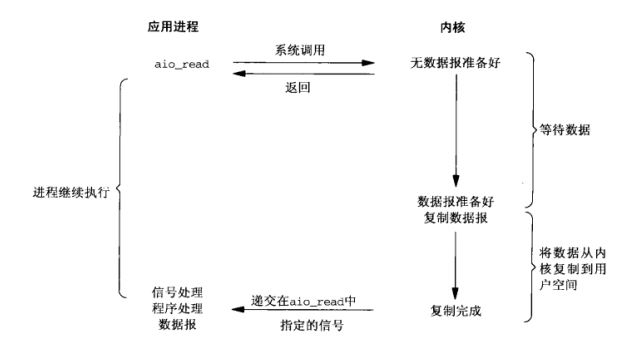 应用进程
内核
系统调用
aio_read
无数据报准备好
返回
等待数据
进程继续执行
数据报准备好
复制数据报
将数据从内
核复制到用
户空间
信号处理
程序处理
数据报
递交在aio_read中
指定的信号
复制完成